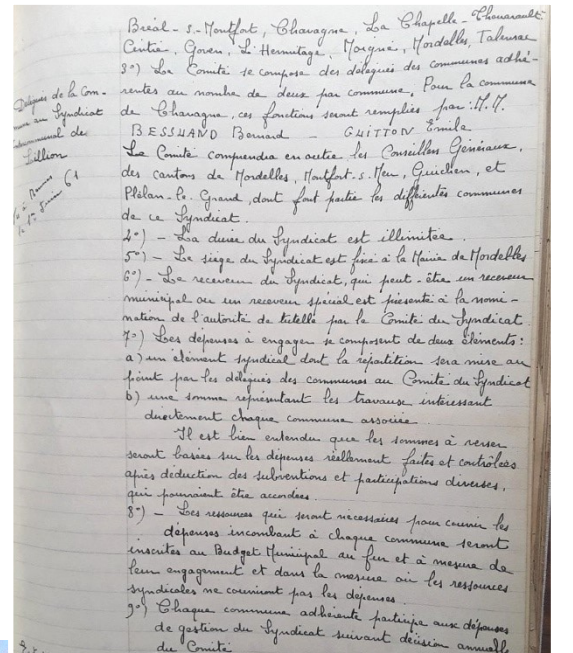 Bréal-s-Montfort, Chavagne, La Chapelle-Thouarault
Cintré, Goven, L'Hermitage, Morgné, Mordelles, Talensac
3°) Le Comité se compose des délégués des communes adhé-
rentes au nombre de deux par commune. Pour la commune
de Chavagne, ces fonctions seront remplies par : M.M.
BESSUAND Bernard - GUITTON Emile
Le Comité comprendra en outre les Conseillers Généraux,
des cantons de Mordelles, Montfort-s-Meu, Guichen, et
Plélan-le-Grand, dont font partie les différentes communes
de ce Syndicat.
4°) - La durée du Syndicat est illimitée.
5°) - Le siège du Syndicat est fixé à la Mairie de Mordelles
6°) - Le receveur du Syndicat, qui peut-être un receveur
municipal ou un receveur spécial est présenté à la nomi-
nation de l'autorité de tutelle par le Comité du Syndicat.
7°) Les dépenses à engager se composent de deux éléments :
a) un élément syndical dont la répartition sera mise au
point par les délégués des communes au Comité du Syndicat
b) une somme représentant les travaux intéressant
directement chaque commune associée.
Il est bien entendu que les sommes à verser
seront basées sur les dépenses réellement faites et contrôlées
après déduction des subventions et participations diverses,
qui pourraient être accordées.
8°) - Les ressources qui seront nécessaires pour couvrir les
dépenses incombant à chaque commune seront
inscrites au Budget Municipal au fur et à mesure de
leur engagement et dans la mesure où les ressources
syndicales ne couvriront pas les dépenses.
9°) Chaque commune adhérente participe aux dépenses
de gestion du Syndicat suivant décision annuelle
du Comité
Délégués de la Com-
mune au Syndicat
de
Lillion
Vu à Rennes
Juin 61